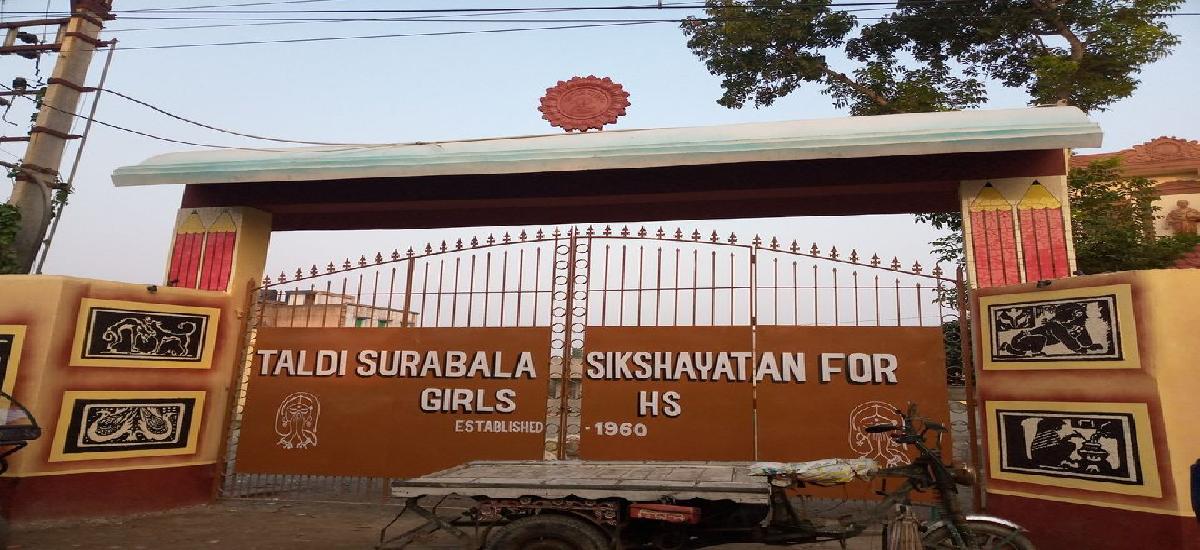 TALDI SURABALA SIKSHAYATAN FOR
GIRLS HS
ESTABLISHED - 1960